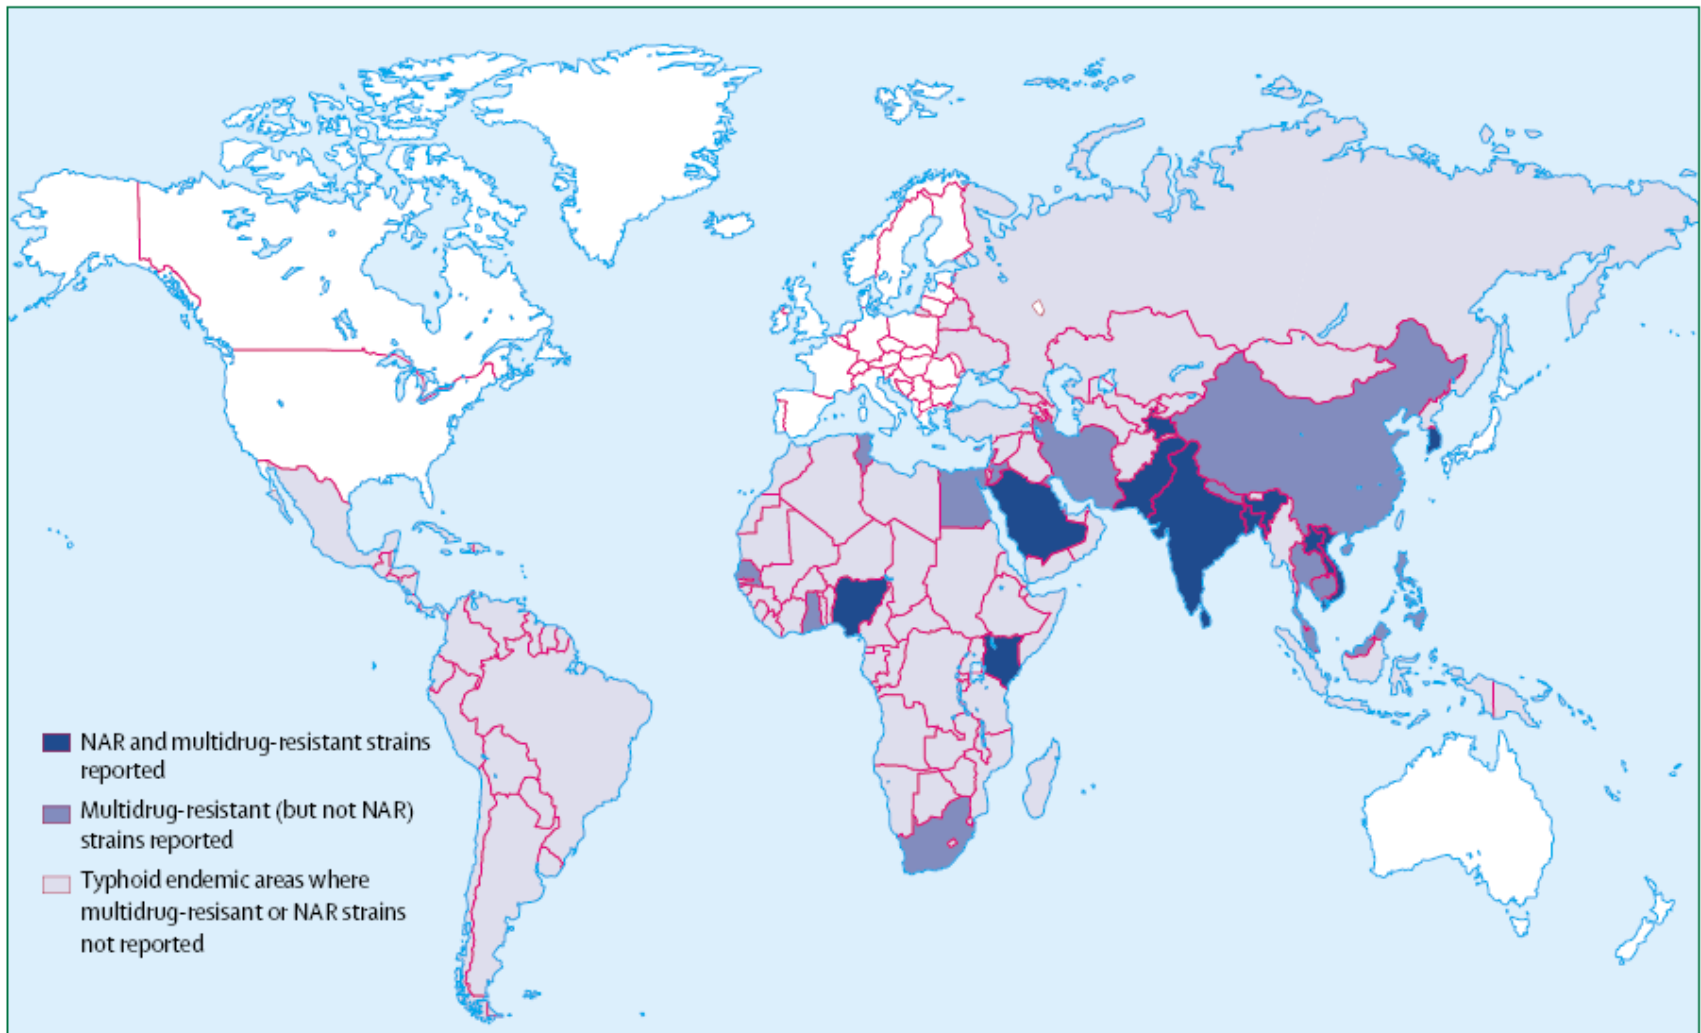 NAR and multidrug-resistant strains
reported
Multidrug-resistant (but not NAR)
strains reported
Typhoid endemic areas where
multidrug-resisant or NAR strains
not reported